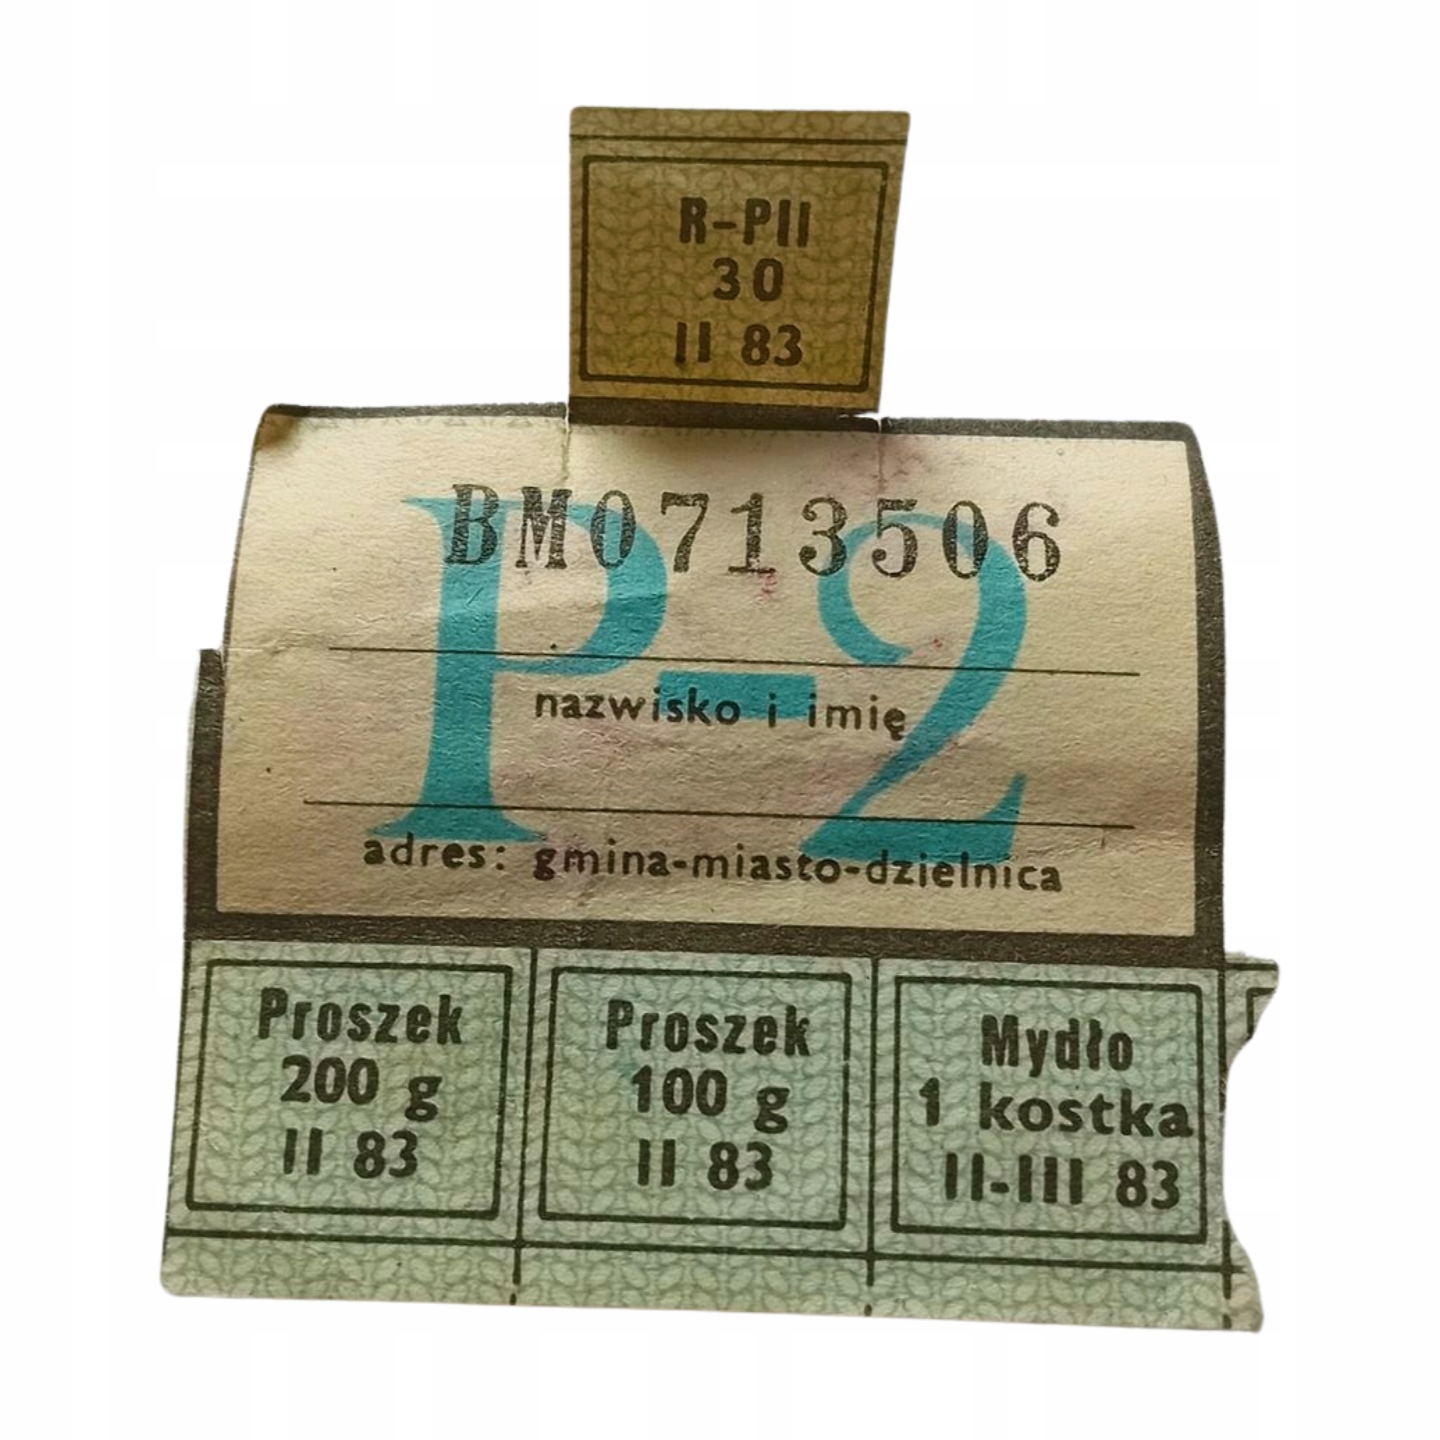 R-PII
30
II 83
BM0713506
P-2
nazwisko i imię
adres: gmina-miasto-dzielnica
Proszek
200 g
II 83
Proszek
100 g
II 83
Mydło
1 kostka
II-III 83